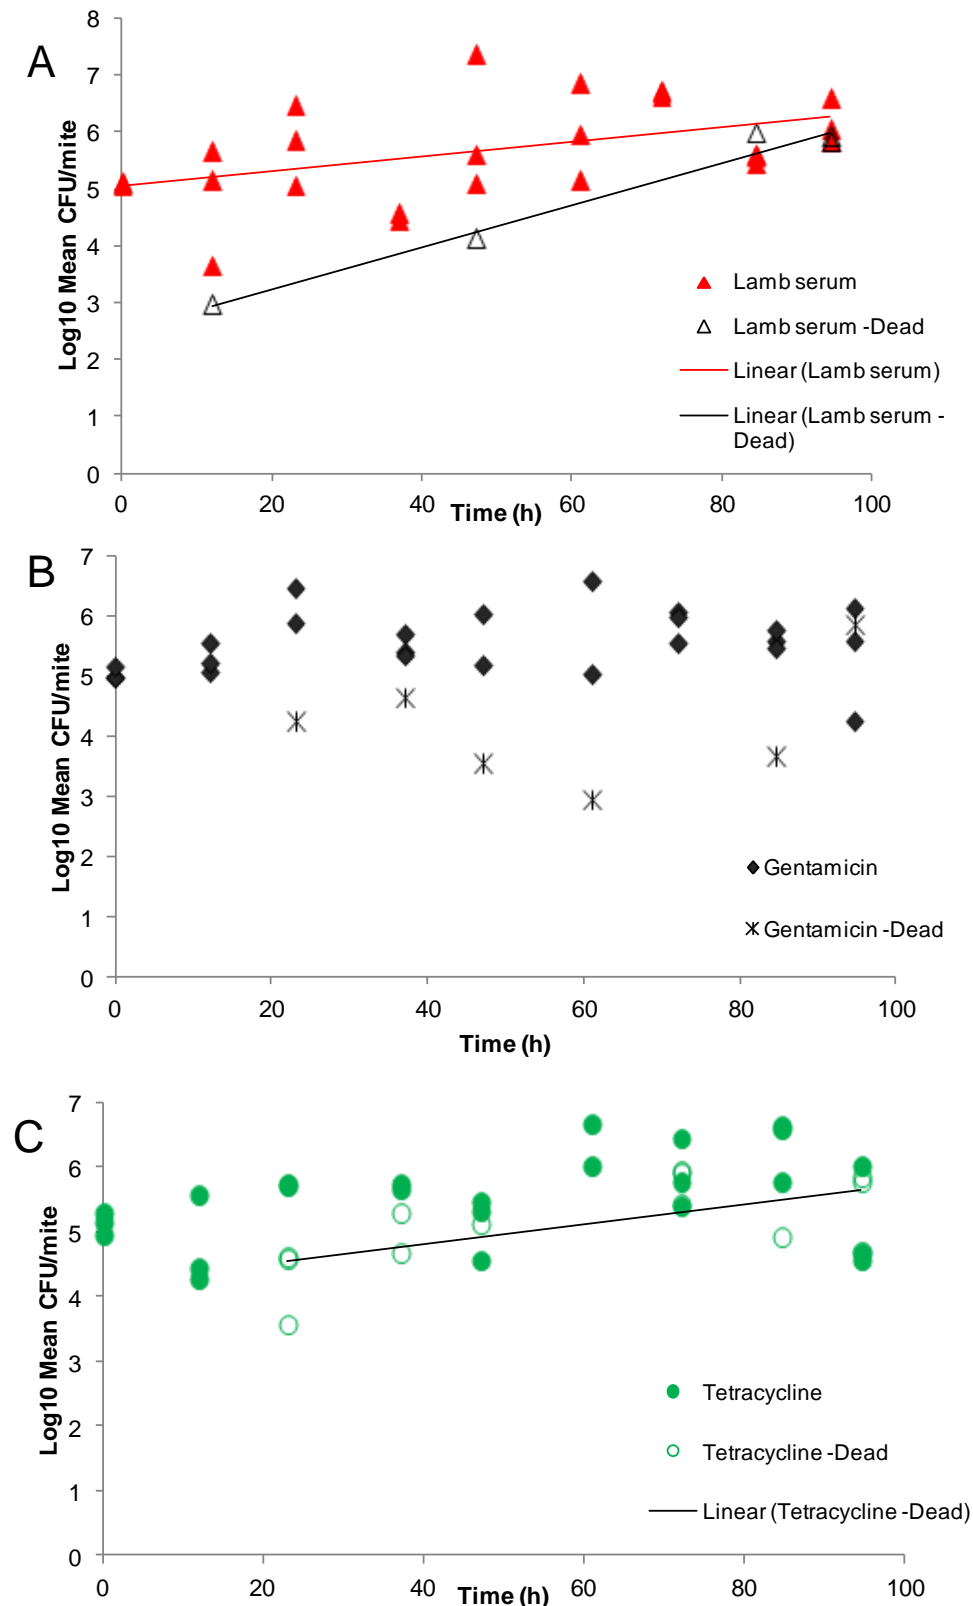 A
Log10 Mean CFU/mite
8
7
6
5
4
3
2
1
0
Lamb serum
Lamb serum -Dead
Linear (Lamb serum)
Linear (Lamb serum -
Dead)
0 20 40 60 80 100
Time (h)
B
Log10 Mean CFU/mite
7
6
5
4
3
2
1
0
Gentamicin
Gentamicin -Dead
0 20 40 60 80 100
Time (h)
C
Log10 Mean CFU/mite
7
6
5
4
3
2
1
0
Tetracycline
Tetracycline -Dead
Linear (Tetracycline -Dead)
0 20 40 60 80 100
Time (h)